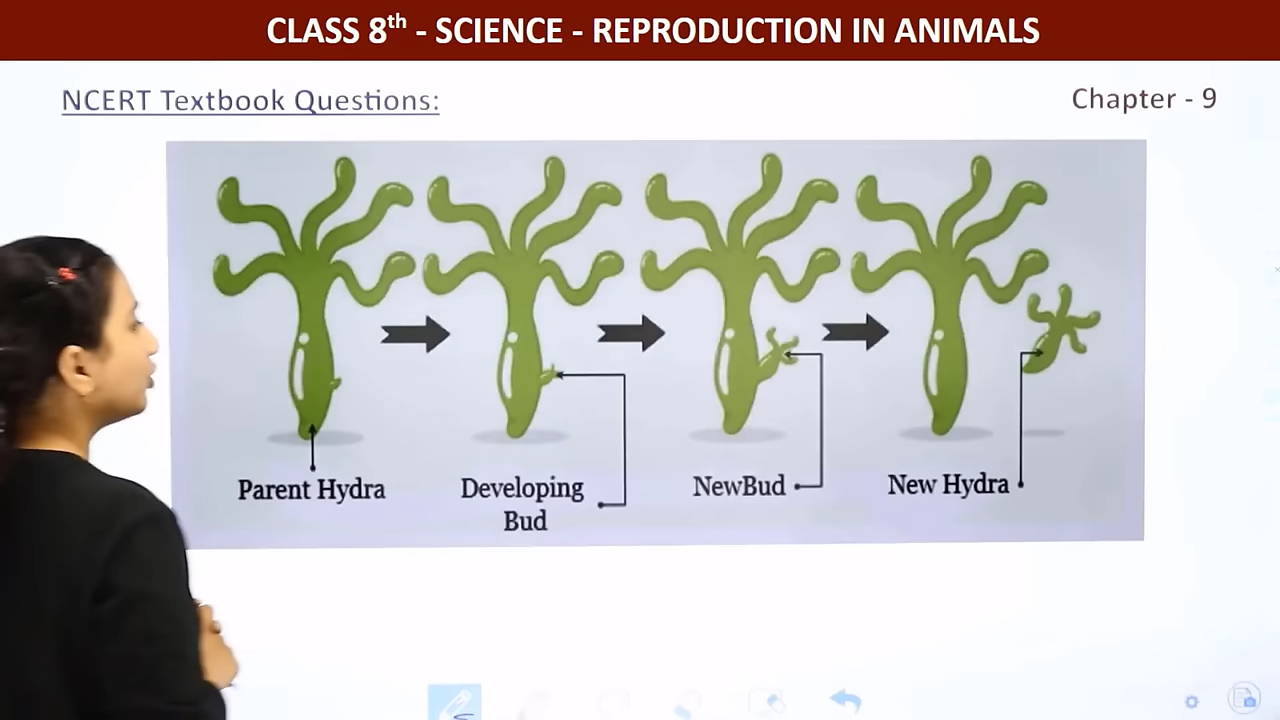 CLASS 8th - SCIENCE - REPRODUCTION IN ANIMALS
NCERT Textbook Questions:
Chapter - 9
Parent Hydra
Developing
Bud
NewBud
New Hydra